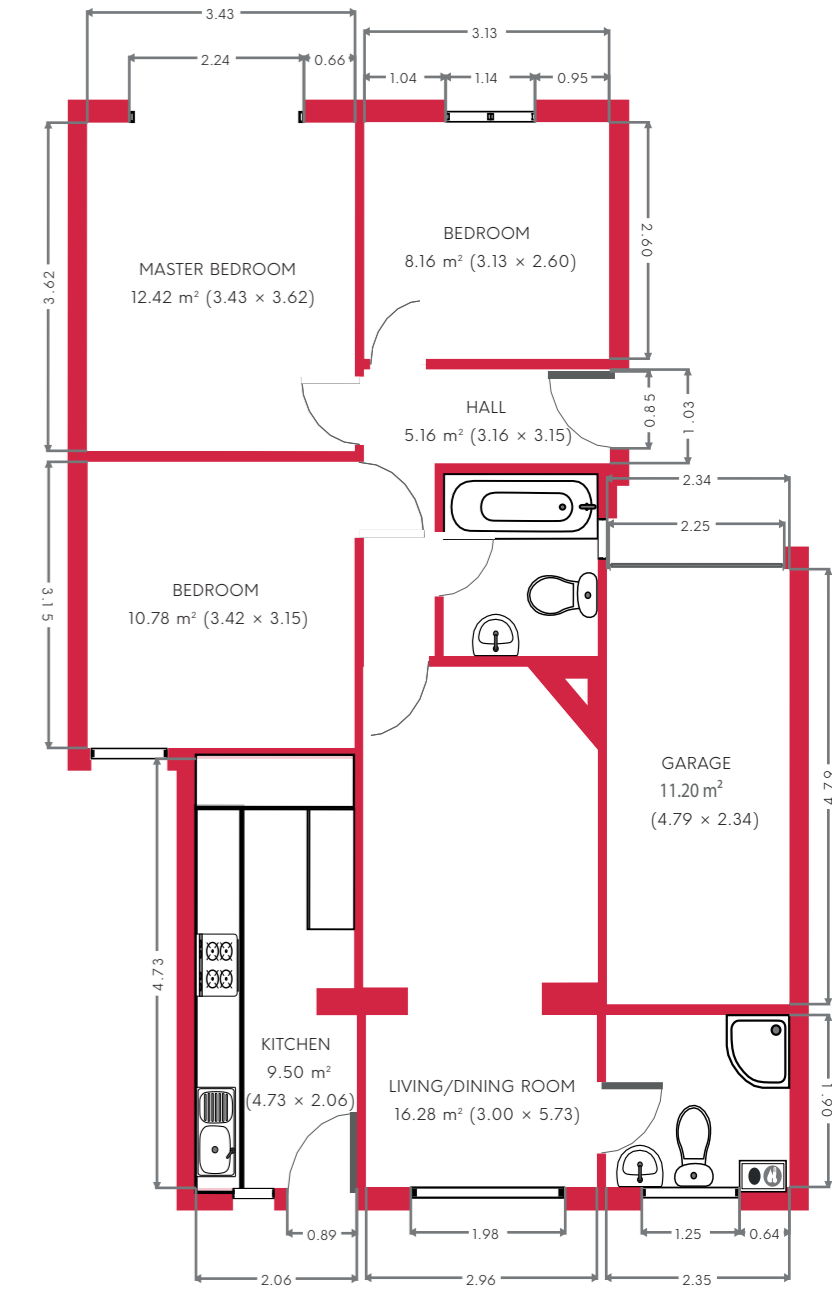 3.43
3.13
2.24
0.66
1.04
1.14
0.95
3.62
2.60
BEDROOM
8.16 m² (3.13 × 2.60)
MASTER BEDROOM
12.42 m² (3.43 × 3.62)
HALL
5.16 m² (3.16 × 3.15)
0.85
1.03
2.34
2.25
3.15
BEDROOM
10.78 m² (3.42 × 3.15)
GARAGE
11.20 m²
(4.79 × 2.34)
4.79
4.73
KITCHEN
9.50 m²
(4.73 × 2.06)
LIVING/DINING ROOM
16.28 m² (3.00 × 5.73)
1.90
0.89
1.98
1.25
0.64
2.06
2.96
2.35